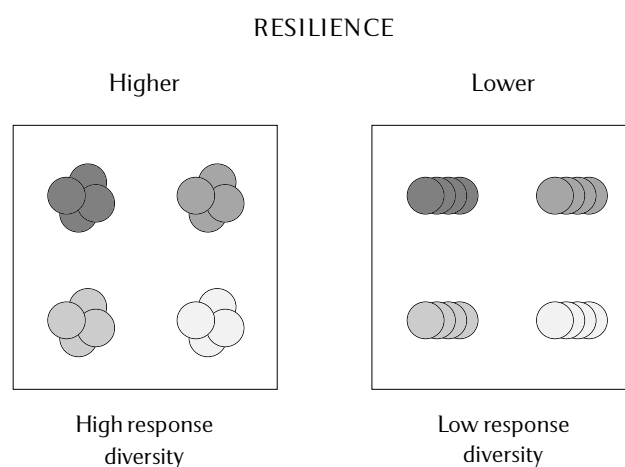 RESILIENCE
Higher
Lower
High response
diversity
Low response
diversity